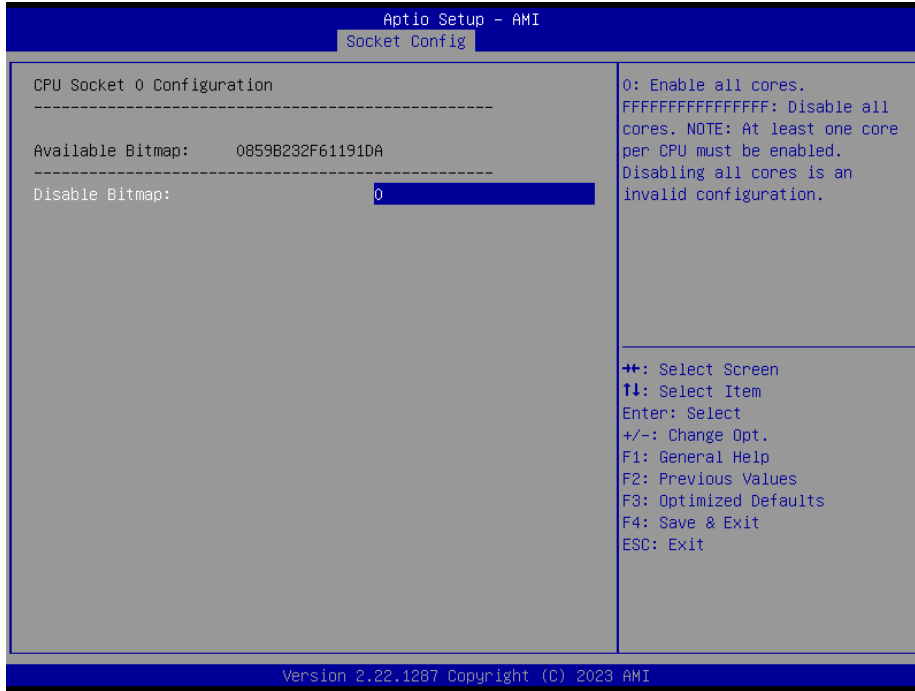 Aptio Setup - AMI
Socket Config
CPU Socket 0 Configuration
--------------------------------------------------
Available Bitmap: 0859B232F61191DA
--------------------------------------------------
Disable Bitmap: 0
0: Enable all cores.
FFFFFFFFFFFFFFFF: Disable all
cores. NOTE: At least one core
per CPU must be enabled.
Disabling all cores is an
invalid configuration.
→←: Select Screen
↑↓: Select Item
Enter: Select
+/-: Change Opt.
F1: General Help
F2: Previous Values
F3: Optimized Defaults
F4: Save & Exit
ESC: Exit
Version 2.22.1287 Copyright (C) 2023 AMI